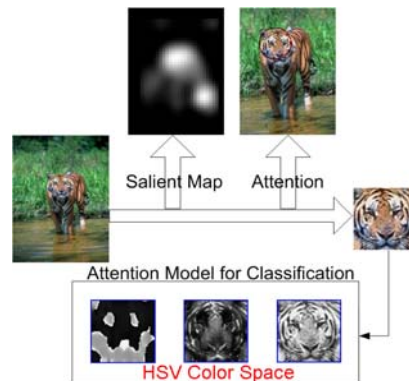 Salient Map
Attention
Attention Model for Classification
HSV Color Space